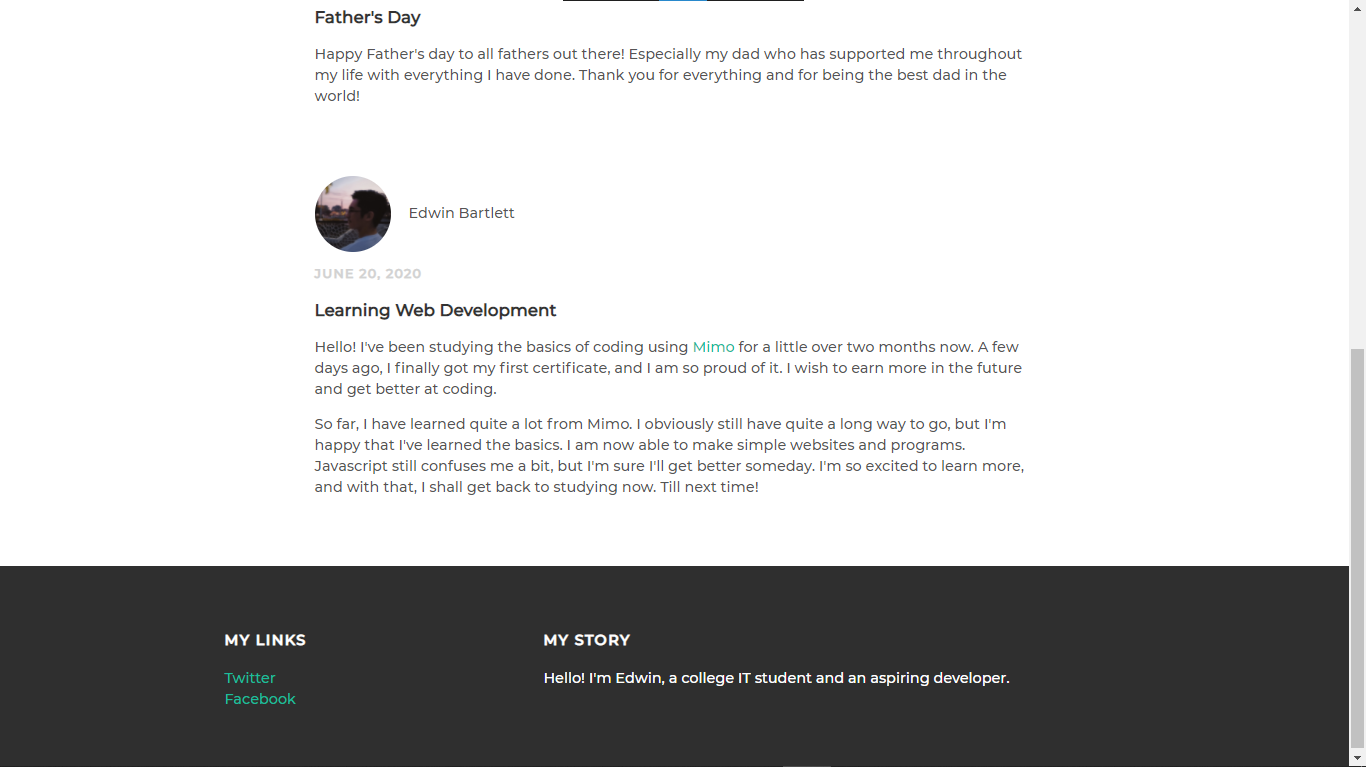 Father's Day
Happy Father's day to all fathers out there! Especially my dad who has supported me throughout
my life with everything I have done. Thank you for everything and for being the best dad in the
world!
Edwin Bartlett
JUNE 20, 2020
Learning Web Development
Hello! I've been studying the basics of coding using Mimo for a little over two months now. A few
days ago, I finally got my first certificate, and I am so proud of it. I wish to earn more in the future
and get better at coding.
So far, I have learned quite a lot from Mimo. I obviously still have quite a long way to go, but I'm
happy that I've learned the basics. I am now able to make simple websites and programs.
Javascript still confuses me a bit, but I'm sure I'll get better someday. I'm so excited to learn more,
and with that, I shall get back to studying now. Till next time!
MY LINKS
Twitter
Facebook
MY STORY
Hello! I'm Edwin, a college IT student and an aspiring developer.